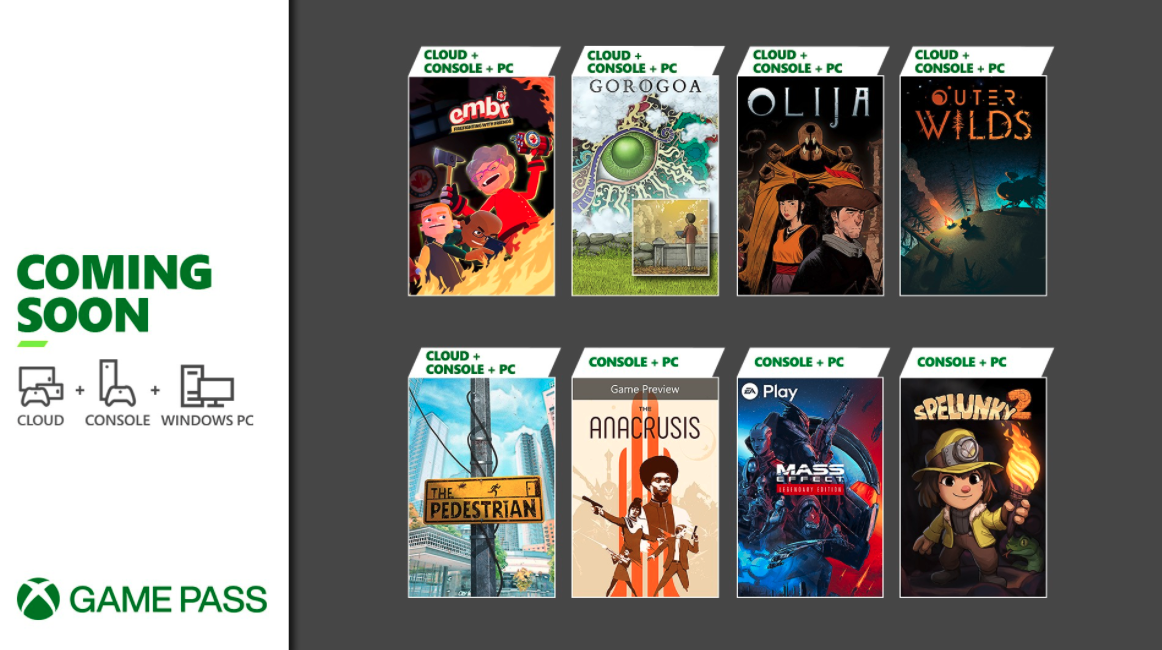 COMING
SOON
CLOUD + CONSOLE + WINDOWS PC
GAME PASS
CLOUD +
CONSOLE + PC
embr
FIREFIGHTING WITH FRIENDS
CLOUD +
CONSOLE + PC
GOROGOA
CLOUD +
CONSOLE + PC
OLIJA
CLOUD +
CONSOLE + PC
OUTER
WILDS
CLOUD +
CONSOLE + PC
THE
PEDESTRIAN
CONSOLE + PC
Game Preview
THE
ANACRUSIS
CONSOLE + PC
EA Play
MASS
EFFECT
LEGENDARY EDITION
CONSOLE + PC
SPELUNKY 2